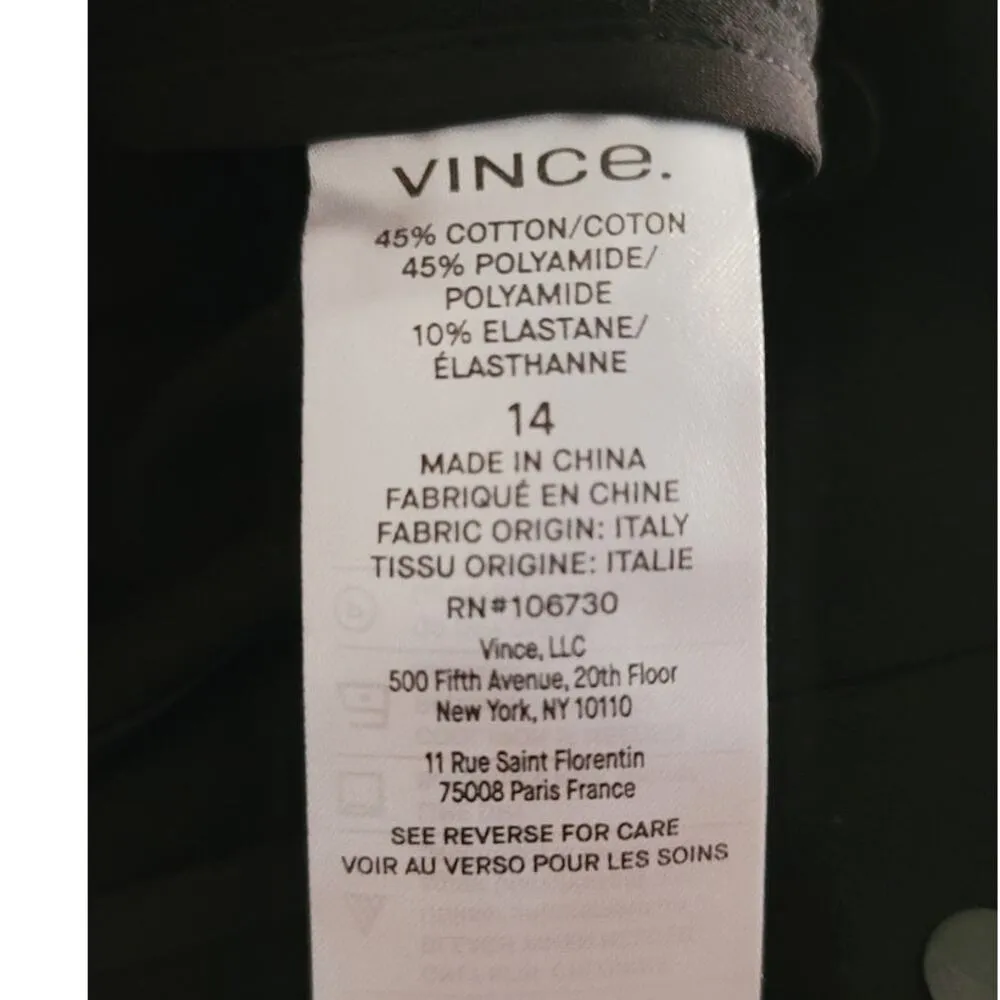 VINCE.
45% COTTON/COTON
45% POLYAMIDE/
POLYAMIDE
10% ELASTANE/
ÉLASTHANNE
14
MADE IN CHINA
FABRIQUÉ EN CHINE
FABRIC ORIGIN: ITALY
TISSU ORIGINE: ITALIE
RN#106730
Vince, LLC
500 Fifth Avenue, 20th Floor
New York, NY 10110
11 Rue Saint Florentin
75008 Paris France
SEE REVERSE FOR CARE
VOIR AU VERSO POUR LES SOINS